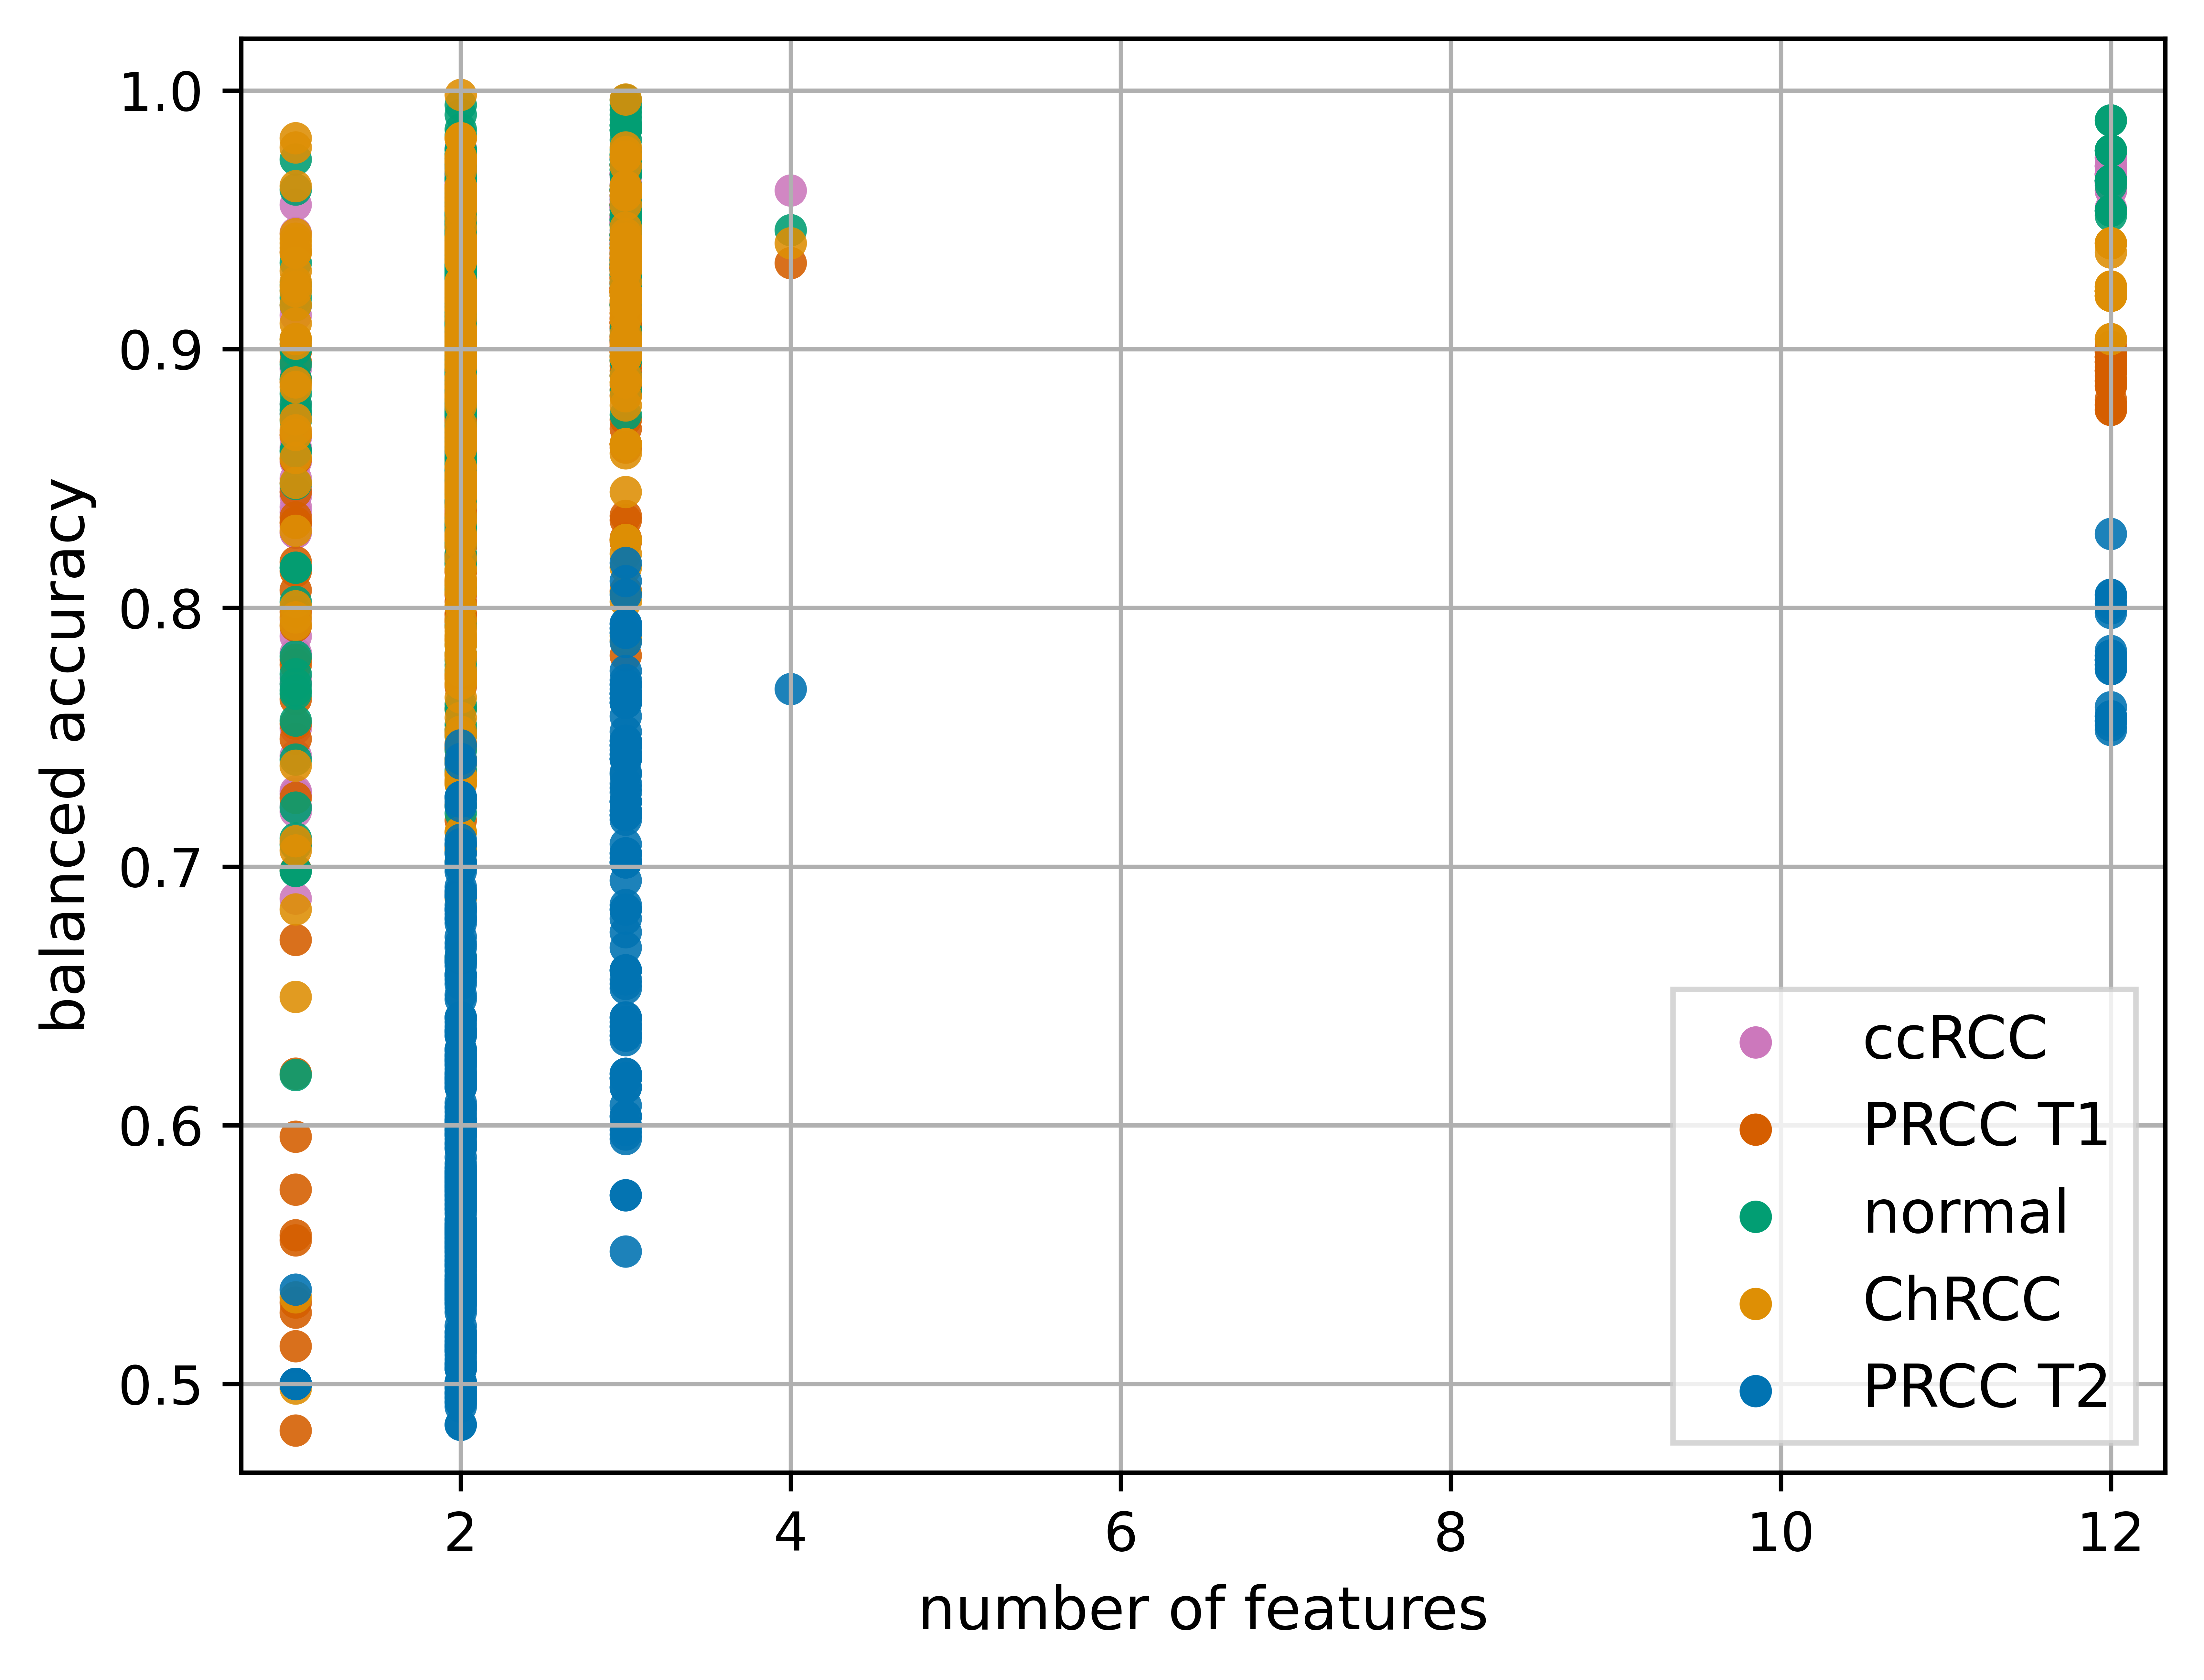 1.0
0.9
0.8
0.7
0.6
0.5
balanced accuracy
2 4 6 8 10 12
number of features
ccRCC
PRCC T1
normal
ChRCC
PRCC T2